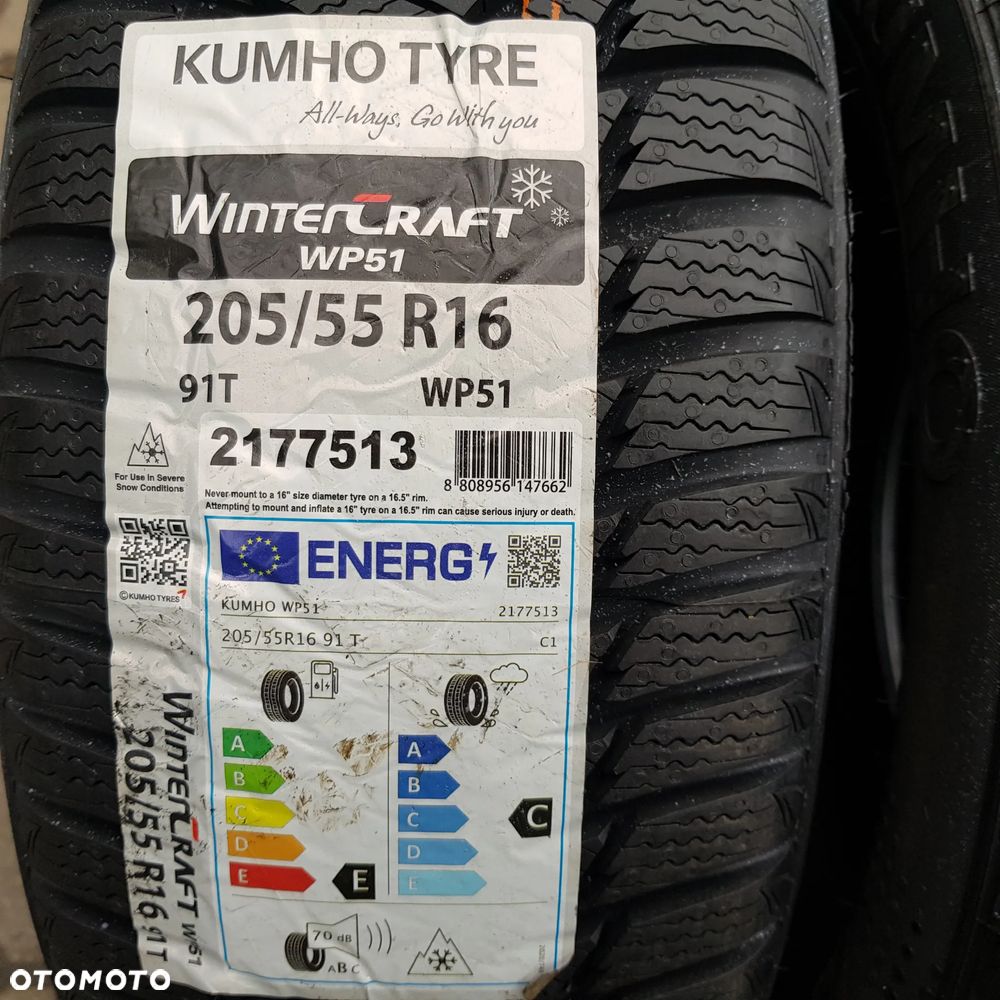 KUMHO TYRE
All-Ways, Go With you
WINTERCRAFT
WP51
205/55 R16
91T WP51
2177513
8 808956 147662
For Use In Severe
Snow Conditions
Never mount to a 16" size diameter tyre on a 16.5" rim.
Attempting to mount and inflate a 16" tyre on a 16.5" rim can cause serious injury or death.
© KUMHO TYRES
ENERG
KUMHO WP51 2177513
205/55R16 91 T C1
A
B
C
D
E
E
A
B
C
D
E
C
70 dB
ABC
WINTERCRAFT WP51
205/55 R16 91T
OTOMOTO